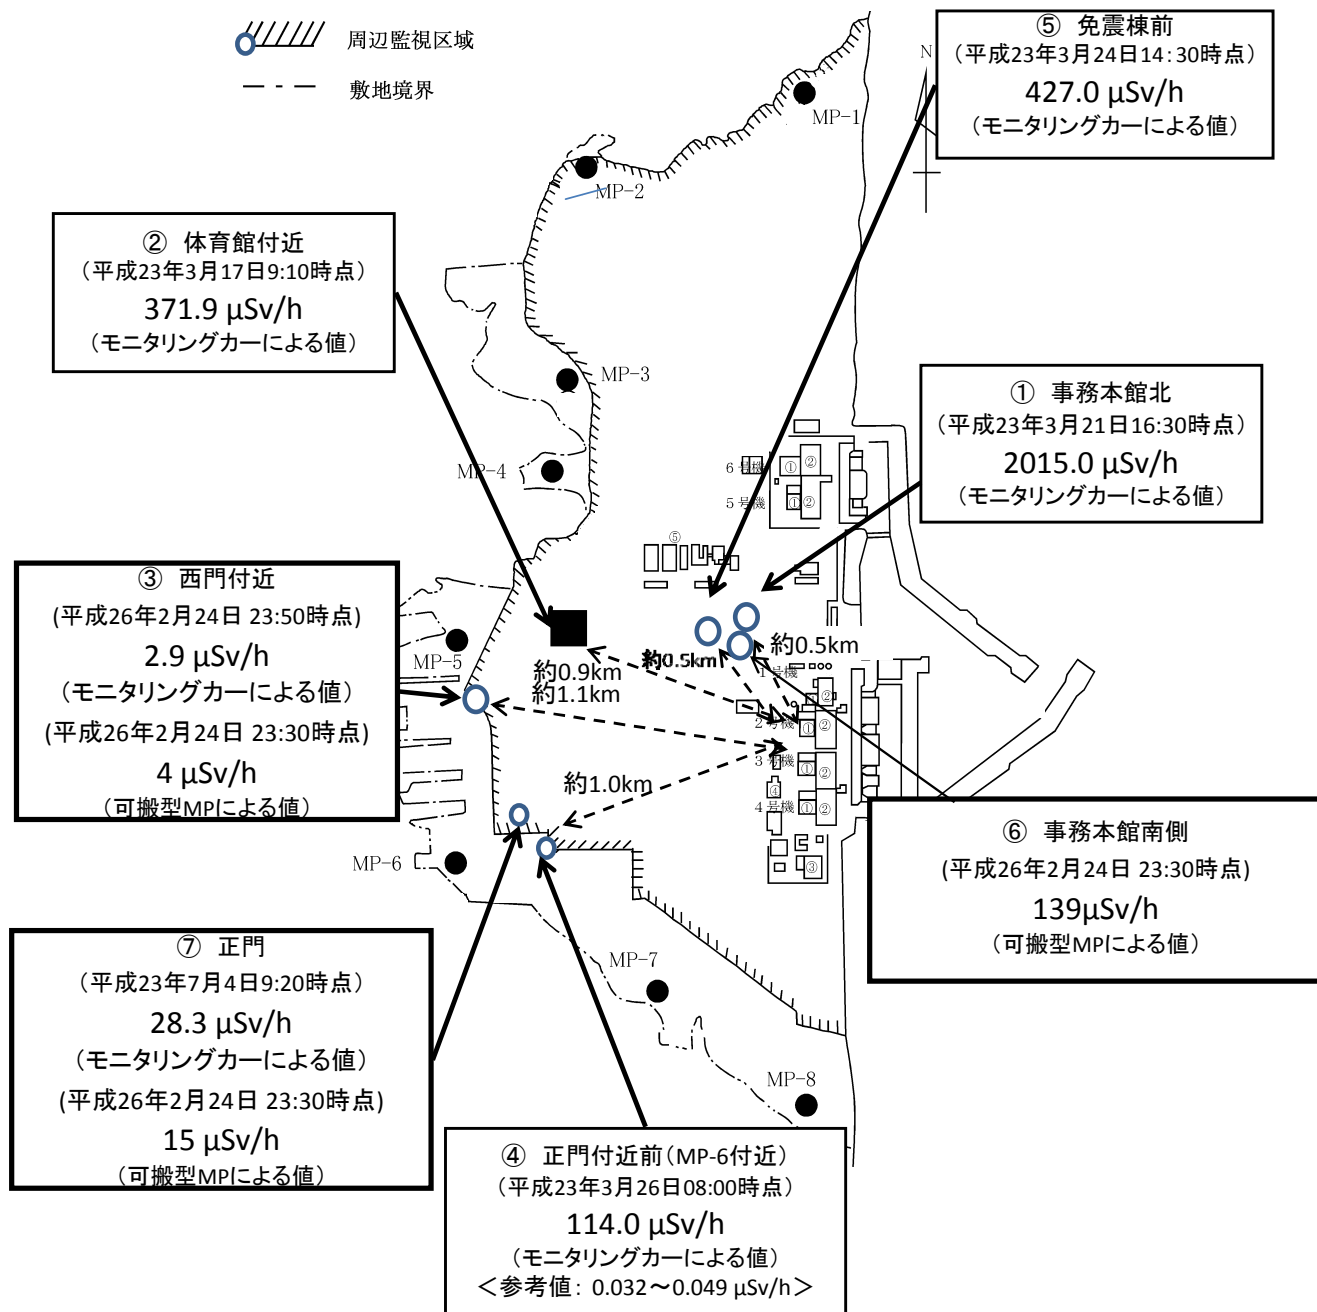 周辺監視区域
敷地境界
⑤ 免震棟前
（平成23年3月24日14:30時点）
427.0 µSv/h
（モニタリングカーによる値）
N
MP-1
MP-2
② 体育館付近
（平成23年3月17日9:10時点）
371.9 µSv/h
（モニタリングカーによる値）
MP-3
MP-4
① 事務本館北
（平成23年3月21日16:30時点）
2015.0 µSv/h
（モニタリングカーによる値）
6号機
① ②
5号機
① ②
⑤
③ 西門付近
(平成26年2月24日 23:50時点)
2.9 µSv/h
（モニタリングカーによる値）
(平成26年2月24日 23:30時点)
4 µSv/h
（可搬型MPによる値）
MP-5
約0.9km
約1.1km
約0.5km
約0.5km
1号機
②
2号機
① ②
3号機
① ②
④
4号機
① ②
③
約1.0km
MP-6
⑥ 事務本館南側
(平成26年2月24日 23:30時点)
139µSv/h
（可搬型MPによる値）
⑦ 正門
（平成23年7月4日9:20時点）
28.3 µSv/h
（モニタリングカーによる値）
(平成26年2月24日 23:30時点)
15 µSv/h
（可搬型MPによる値）
MP-7
MP-8
④ 正門付近前（MP-6付近）
（平成23年3月26日08:00時点）
114.0 µSv/h
（モニタリングカーによる値）
＜参考値： 0.032～0.049 µSv/h＞